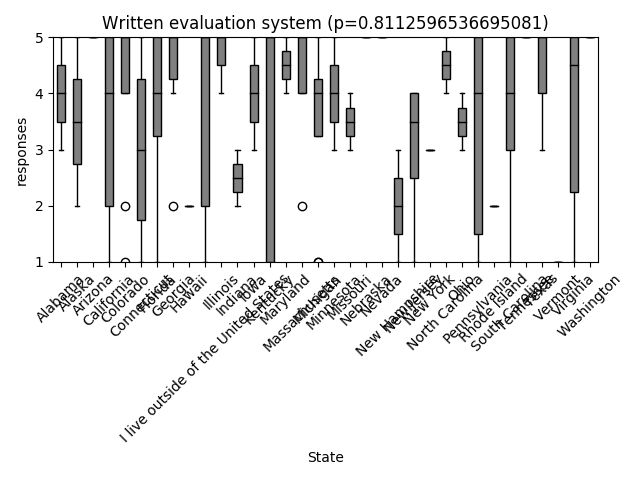 Written evaluation system (p=0.8112596536695081)
responses
5
4
3
2
1
Alabama
Alaska
Arizona
California
Colorado
Connecticut
Florida
Georgia
Hawaii
Illinois
Indiana
Iowa
I live outside of the United States
Kentucky
Maryland
Massachusetts
Michigan
Minnesota
Missouri
Nebraska
Nevada
New Hampshire
New Jersey
New York
North Carolina
Ohio
Pennsylvania
Rhode Island
South Carolina
Tennessee
Texas
Vermont
Virginia
Washington
State